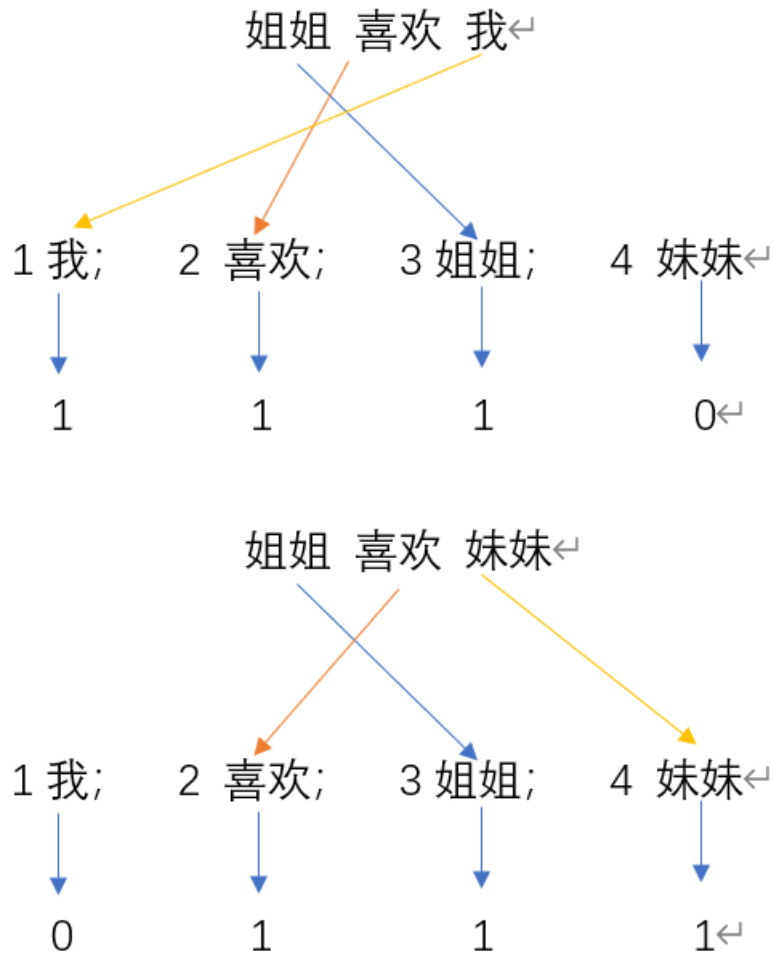 姐姐 喜欢 我↵
1 我; 2 喜欢; 3 姐姐; 4 妹妹↵
1 1 1 0↵
姐姐 喜欢 妹妹↵
1 我; 2 喜欢; 3 姐姐; 4 妹妹↵
0 1 1 1↵